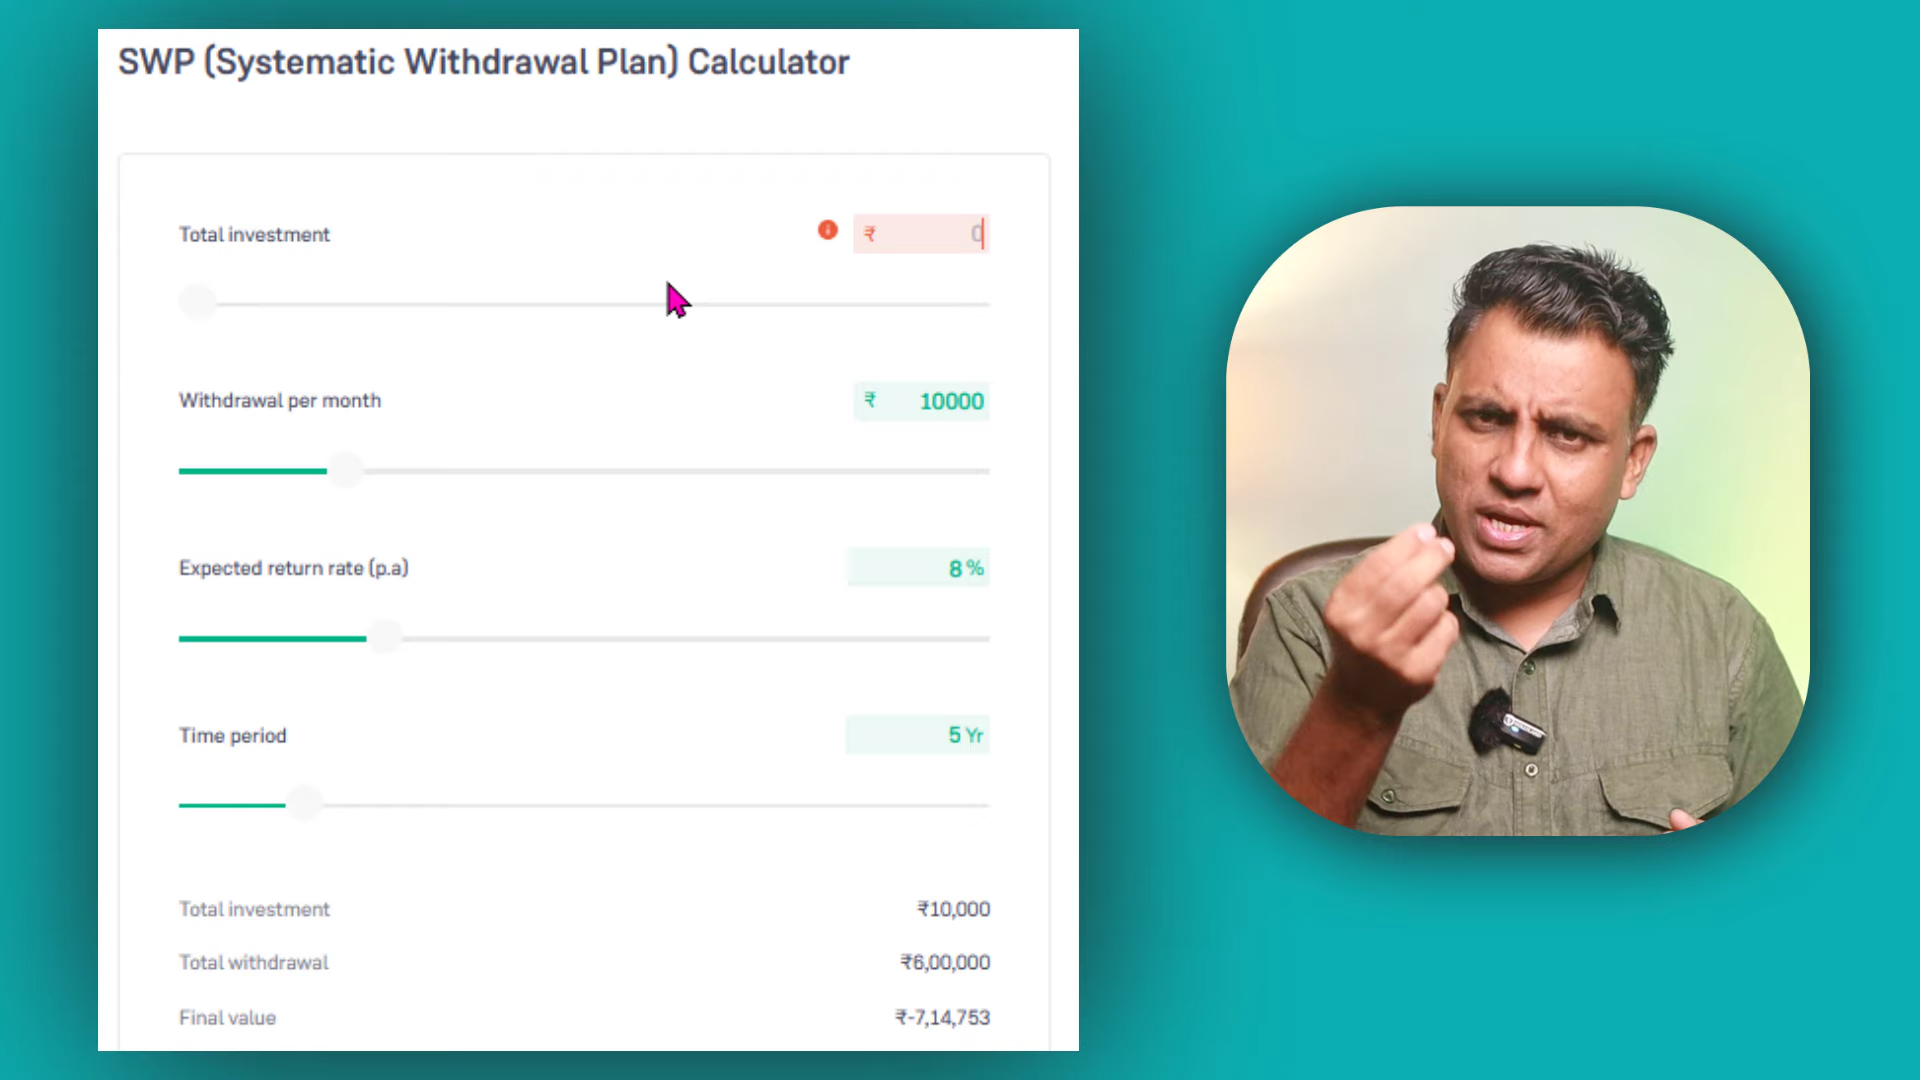 SWP (Systematic Withdrawal Plan) Calculator
Total investment
₹ 0
Withdrawal per month
₹ 10000
Expected return rate (p.a)
8 %
Time period
5 Yr
Total investment
₹10,000
Total withdrawal
₹6,00,000
Final value
₹-7,14,753